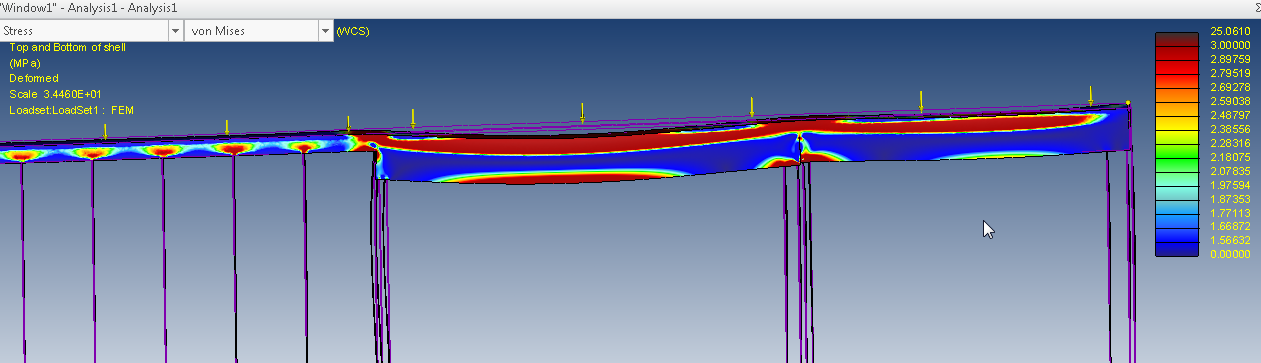 "Window1" - Analysis1 - Analysis1
Stress
von Mises
(WCS)
Top and Bottom of shell
(MPa)
Deformed
Scale 3.4460E+01
Loadset:LoadSet1 : FEM
25.0610
3.00000
2.89759
2.79519
2.69278
2.59038
2.48797
2.38556
2.28316
2.18075
2.07835
1.97594
1.87353
1.77113
1.66872
1.56632
0.00000